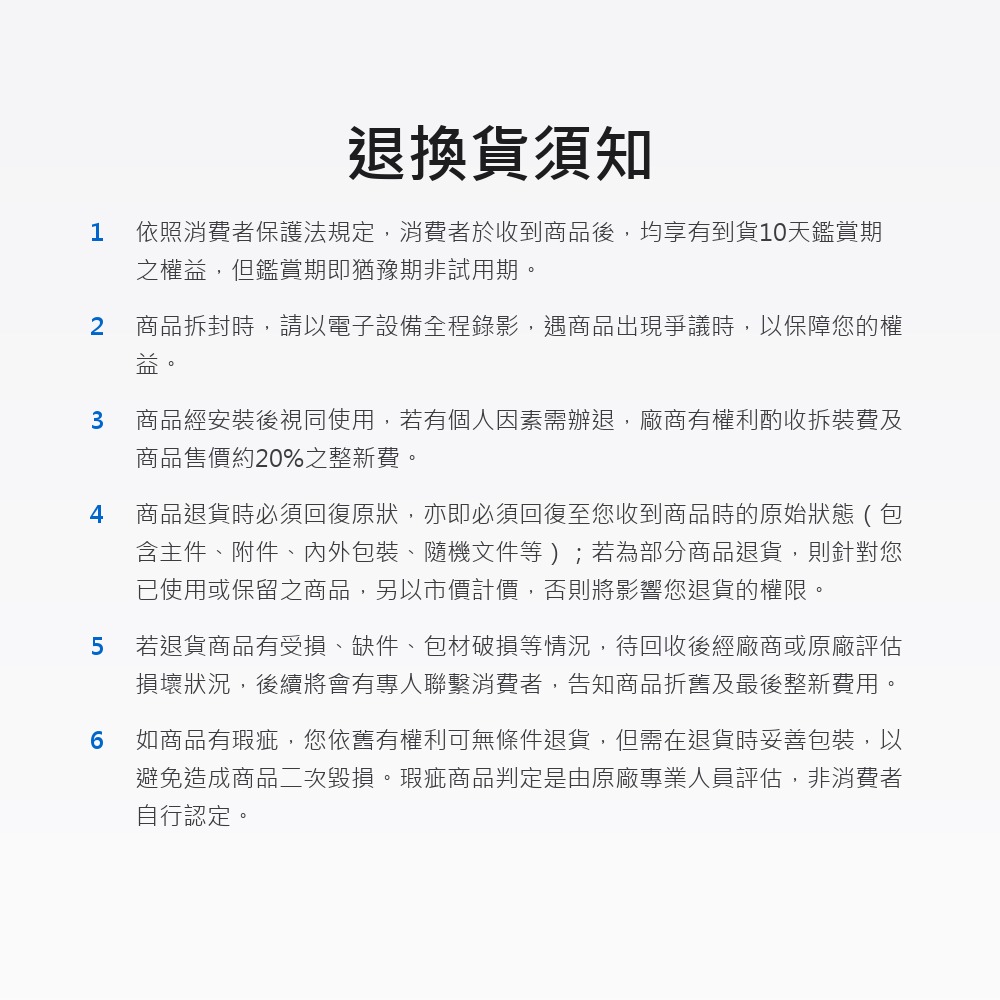 退換貨須知
1 依照消費者保護法規定，消費者於收到商品後，均享有到貨10天鑑賞期
之權益，但鑑賞期即猶豫期非試用期。
2 商品拆封時，請以電子設備全程錄影，遇商品出現爭議時，以保障您的權
益。
3 商品經安裝後視同使用，若有個人因素需辦退，廠商有權利酌收拆裝費及
商品售價約20%之整新費。
4 商品退貨時必須回復原狀，亦即必須回復至您收到商品時的原始狀態（包
含主件、附件、內外包裝、隨機文件等）；若為部分商品退貨，則針對您
已使用或保留之商品，另以市價計價，否則將影響您退貨的權限。
5 若退貨商品有受損、缺件、包材破損等情況，待回收後經廠商或原廠評估
損壞狀況，後續將會有專人聯繫消費者，告知商品折舊及最後整新費用。
6 如商品有瑕疵，您依舊有權利可無條件退貨，但需在退貨時妥善包裝，以
避免造成商品二次毀損。瑕疵商品判定是由原廠專業人員評估，非消費者
自行認定。